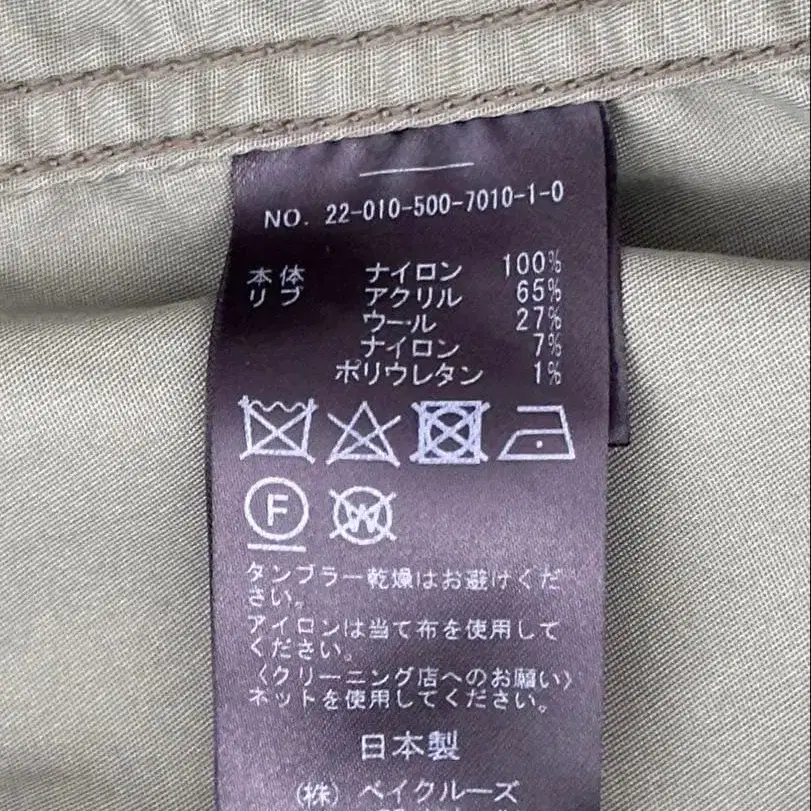 NO. 22-010-500-7010-1-0
本体 ナイロン 100%
リブ アクリル 65%
ウール 27%
ナイロン 7%
ポリウレタン 1%
F W
タンブラー乾燥はお避けくだ
さい。
アイロンは当て布を使用して
ください。
〈クリーニング店へのお願い〉
ネットを使用してください。
日本製
(株) ベイクルーズ